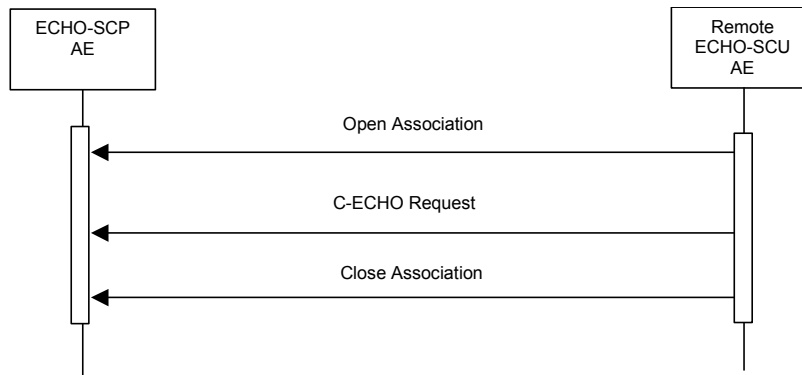 ECHO-SCP
AE
Remote
ECHO-SCU
AE
Open Association
C-ECHO Request
Close Association